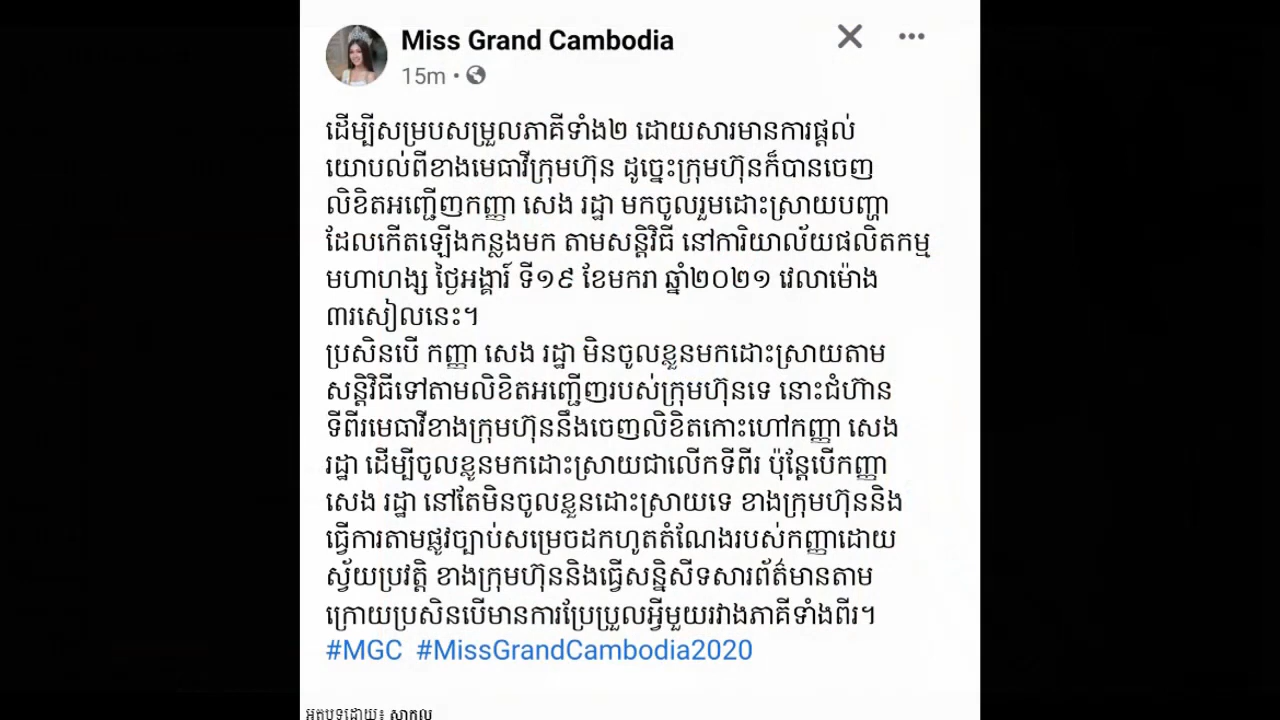 Miss Grand Cambodia
15m
ដើម្បីសម្របសម្រួលភាគីទាំង២ ដោយសារមានការផ្តល់
យោបល់ពីខាងមេធាវីក្រុមហ៊ុន ដូច្នេះក្រុមហ៊ុនក៏បានចេញ
លិខិតអញ្ជើញកញ្ញា សេង រដ្ឋា មកចូលរួមដោះស្រាយបញ្ហា
ដែលកើតឡើងកន្លងមក តាមសន្តិវិធី នៅការិយាល័យផលិតកម្ម
មហាហង្ស ថ្ងៃអង្គារ៍ ទី១៩ ខែមករា ឆ្នាំ២០២១ វេលាម៉ោង
៣រសៀលនេះ។
ប្រសិនបើ កញ្ញា សេង រដ្ឋា មិនចូលខ្លួនមកដោះស្រាយតាម
សន្តិវិធីទៅតាមលិខិតអញ្ជើញរបស់ក្រុមហ៊ុនទេ នោះជំហ៊ាន
ទីពីរមេធាវីខាងក្រុមហ៊ុននឹងចេញលិខិតកោះហៅកញ្ញា សេង
រដ្ឋា ដើម្បីចូលខ្លួនមកដោះស្រាយជាលើកទីពីរ ប៉ុន្តែបើកញ្ញា
សេង រដ្ឋា នៅតែមិនចូលខ្លួនដោះស្រាយទេ ខាងក្រុមហ៊ុននិង
ធ្វើការតាមផ្លូវច្បាប់សម្រេចដកហូតតំណែងរបស់កញ្ញាដោយ
ស្វ័យប្រវត្តិ ខាងក្រុមហ៊ុននិងធ្វើសន្និសីទសារព័ត៌មានតាម
ក្រោយប្រសិនបើមានការប្រែប្រួលអ្វីមួយរវាងភាគីទាំងពីរ។
#MGC #MissGrandCambodia2020
អត្ថបទដោយ៖ សាកល